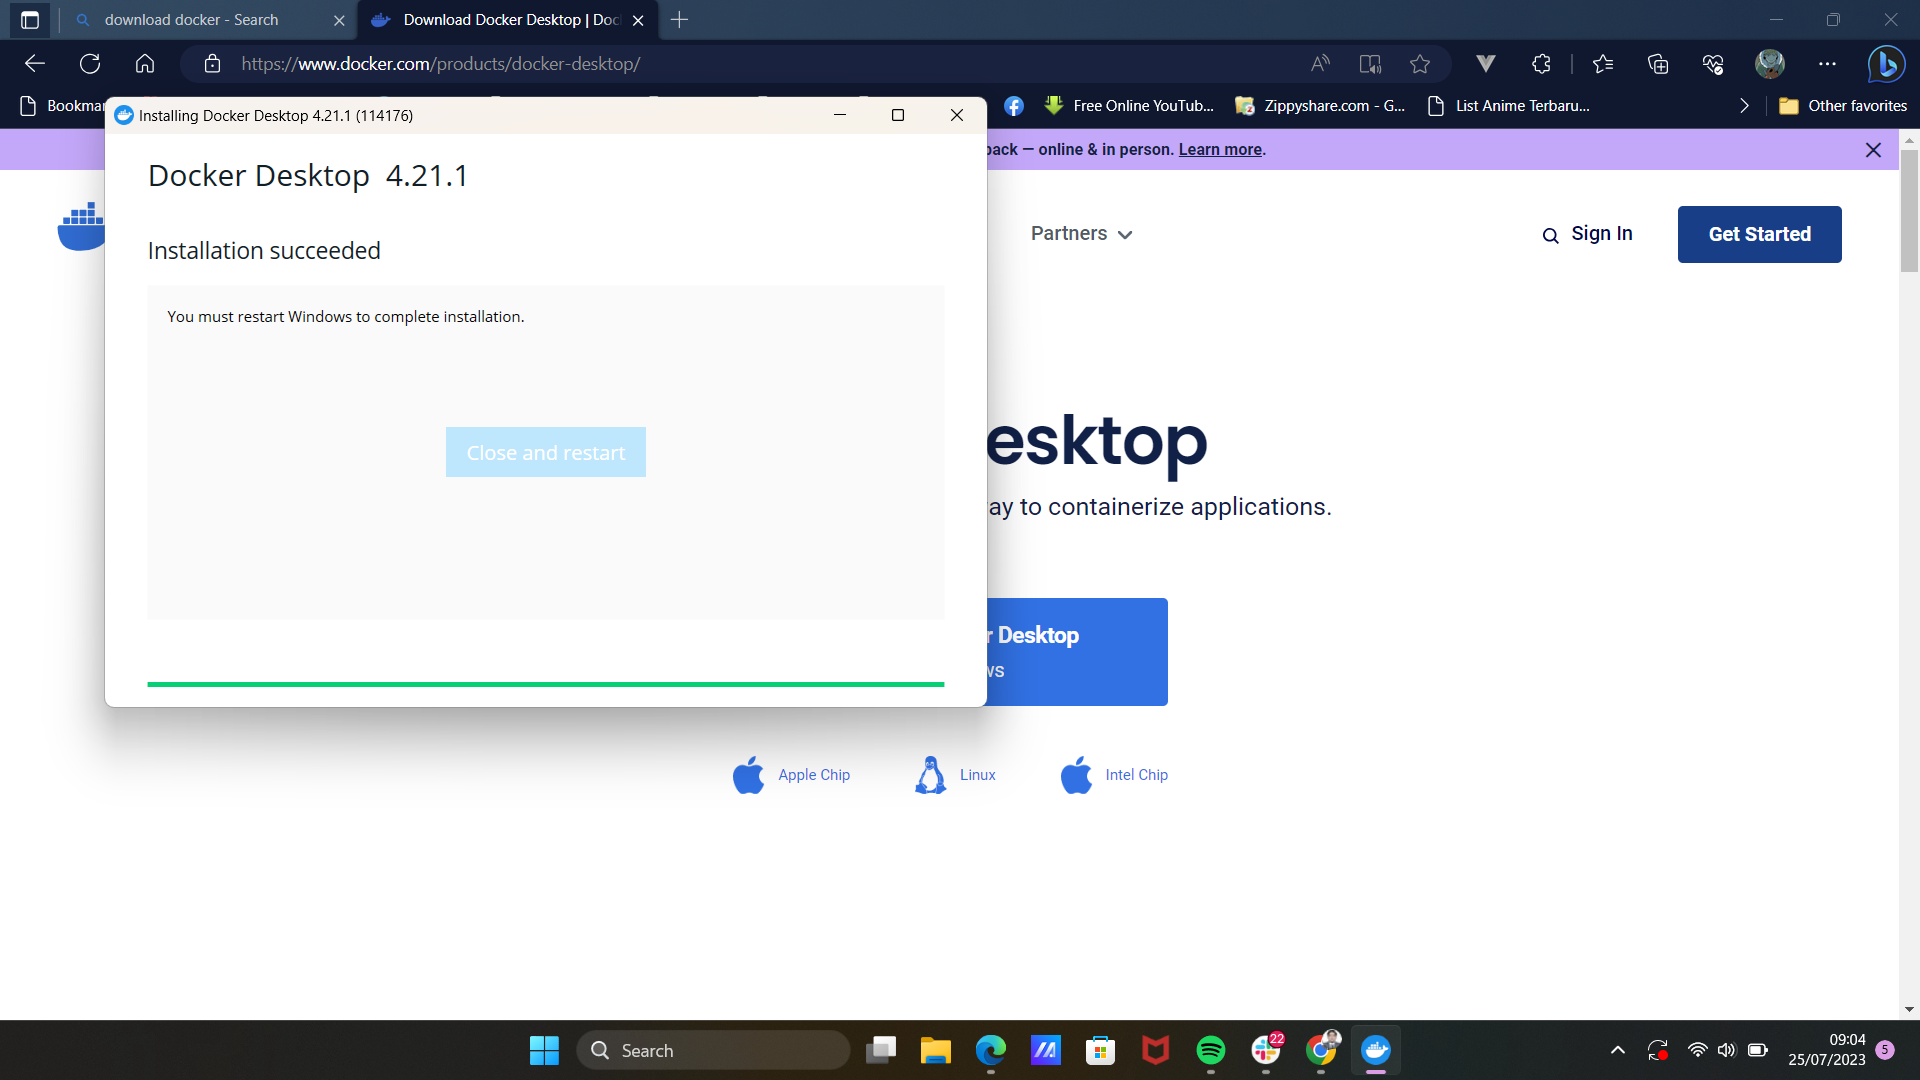 download docker - Search
Download Docker Desktop | Doc
https://www.docker.com/products/docker-desktop/
Bookmar
Free Online YouTub...
Zippyshare.com - G...
List Anime Terbaru...
Other favorites
Installing Docker Desktop 4.21.1 (114176)
back — online & in person. Learn more.
Docker Desktop 4.21.1
Partners
Sign In
Get Started
Installation succeeded
You must restart Windows to complete installation.
Close and restart
esktop
ay to containerize applications.
r Desktop
ws
Apple Chip
Linux
Intel Chip
Search
22
09:04
25/07/2023
5